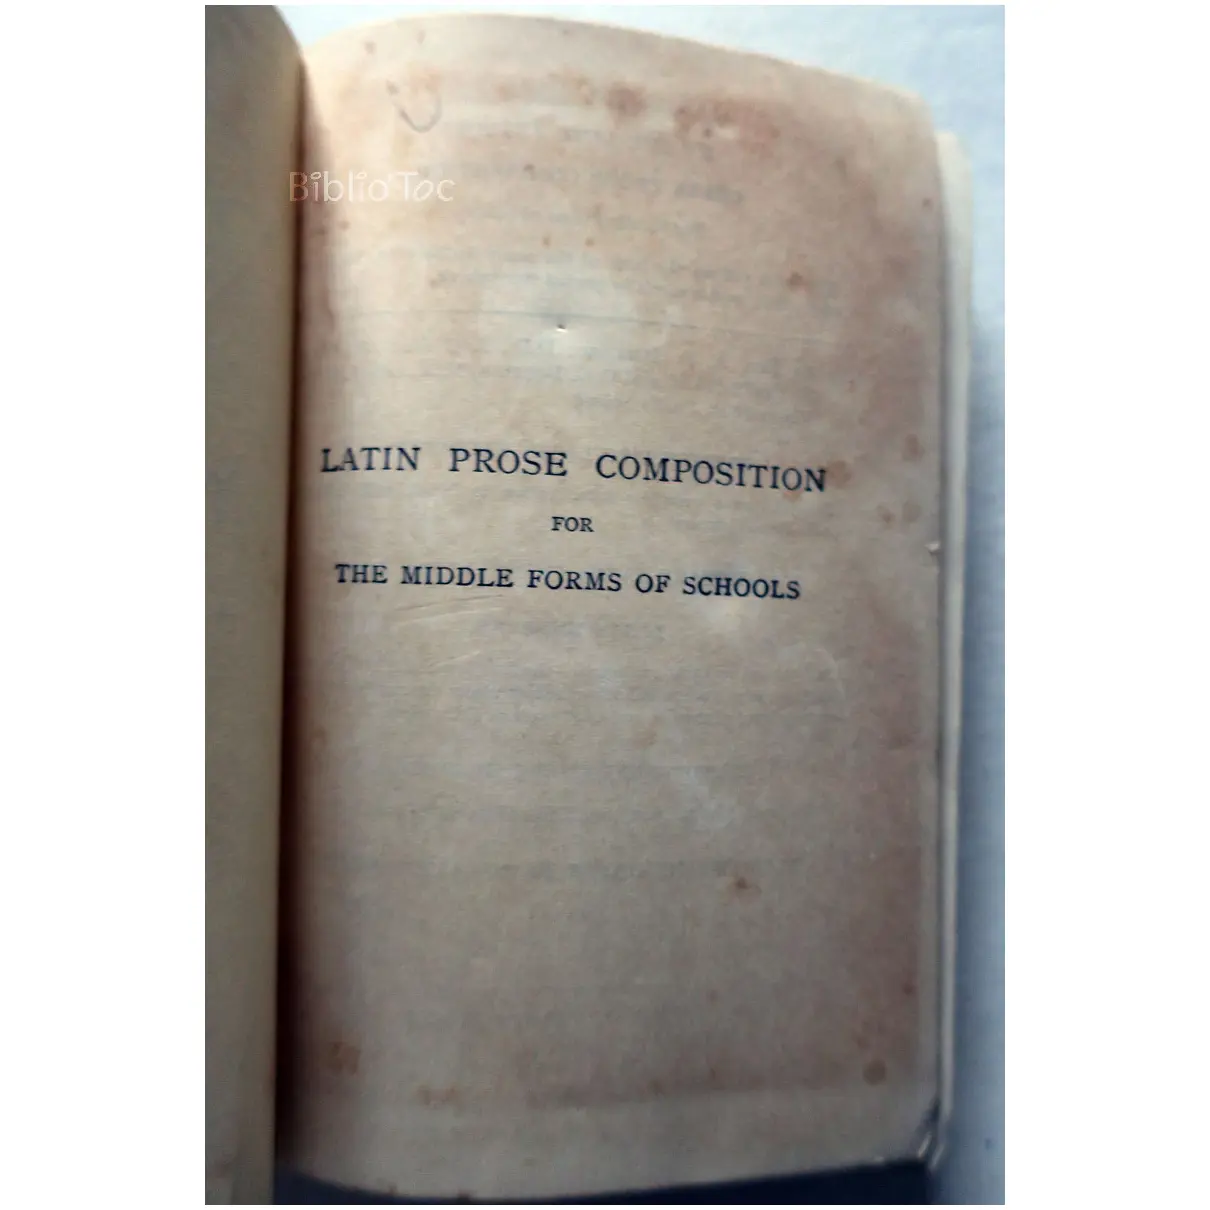 BiblioToc
LATIN PROSE COMPOSITION
FOR
THE MIDDLE FORMS OF SCHOOLS